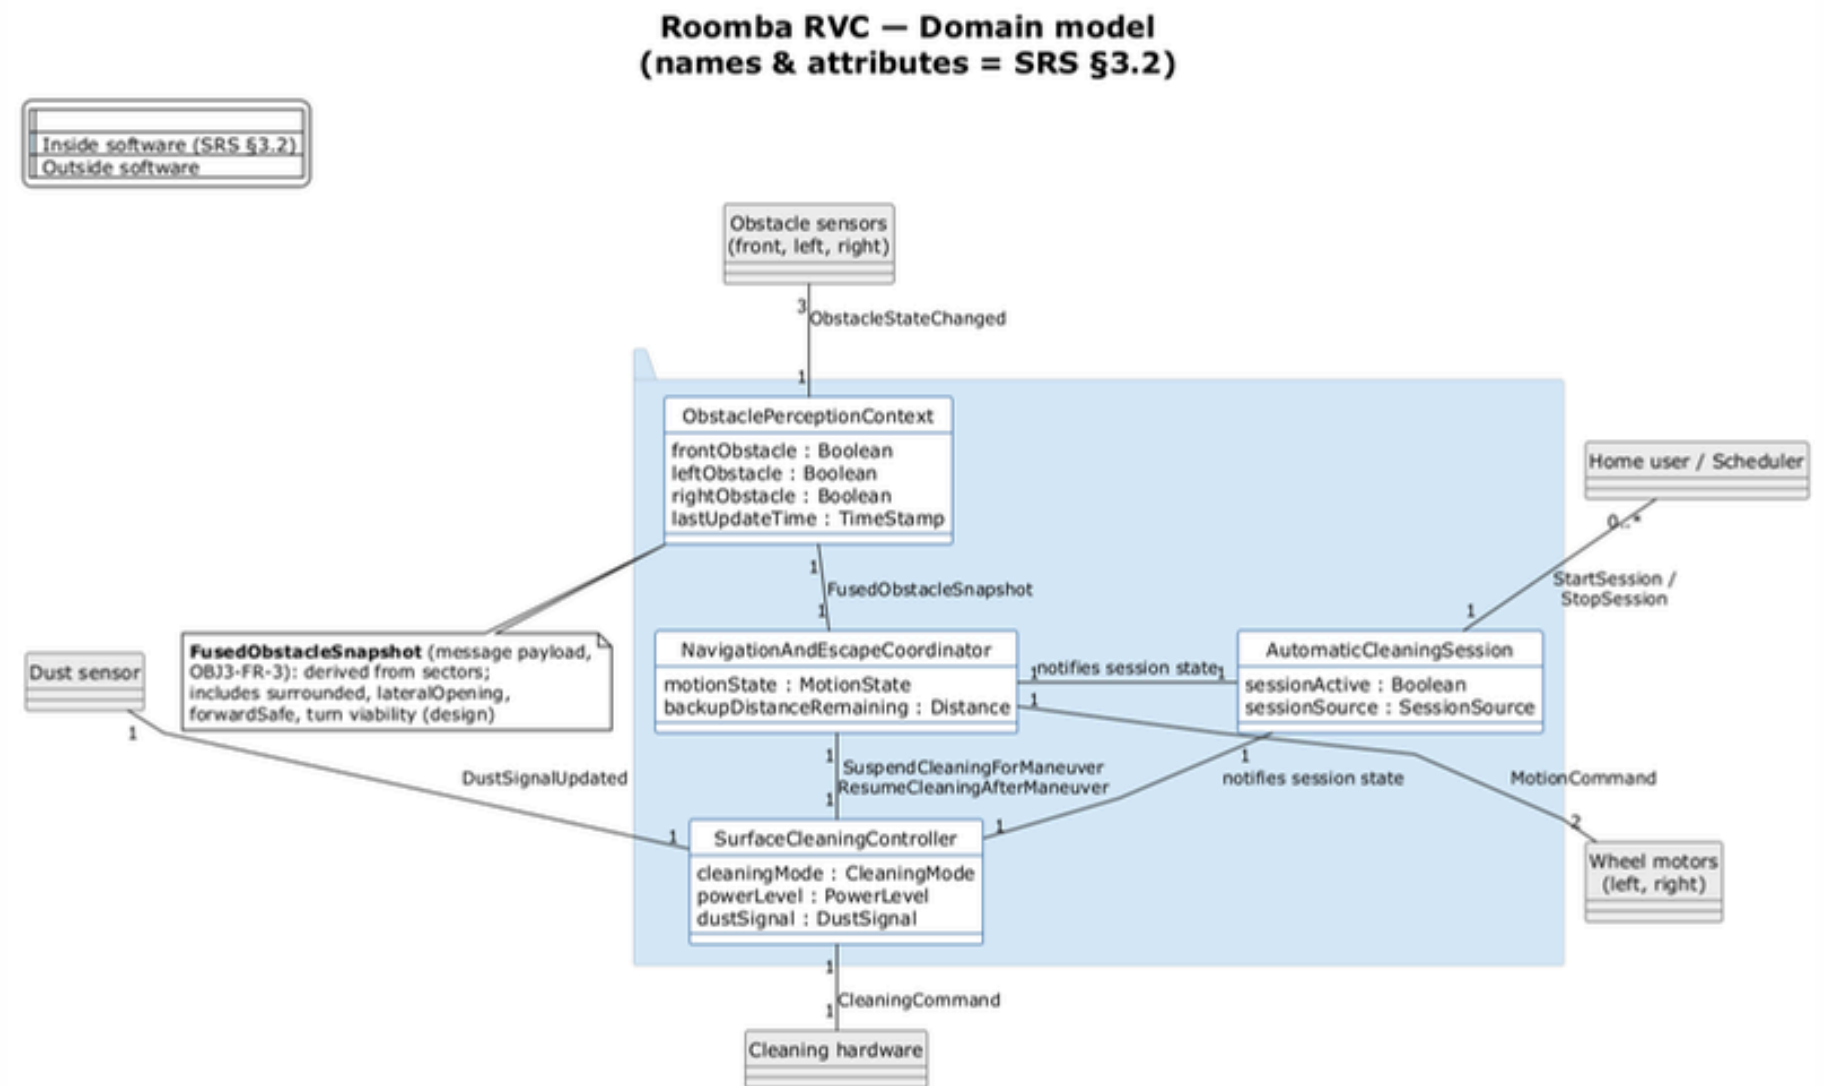 Roomba RVC — Domain model
(names & attributes = SRS §3.2)
Inside software (SRS §3.2)
Outside software
Obstacle sensors
(front, left, right)
3
ObstacleStateChanged
1
ObstaclePerceptionContext
frontObstacle : Boolean
leftObstacle : Boolean
rightObstacle : Boolean
lastUpdateTime : TimeStamp
Home user / Scheduler
0..*
StartSession /
StopSession
1
1
FusedObstacleSnapshot
1
FusedObstacleSnapshot (message payload,
OBJ3-FR-3): derived from sectors;
includes surrounded, lateralOpening,
forwardSafe, turn viability (design)
Dust sensor
1
DustSignalUpdated
1
NavigationAndEscapeCoordinator
motionState : MotionState
backupDistanceRemaining : Distance
1
notifies session state
1
AutomaticCleaningSession
sessionActive : Boolean
sessionSource : SessionSource
1
MotionCommand
2
1
SuspendCleaningForManeuver
ResumeCleaningAfterManeuver
1
1
notifies session state
1
SurfaceCleaningController
cleaningMode : CleaningMode
powerLevel : PowerLevel
dustSignal : DustSignal
Wheel motors
(left, right)
1
CleaningCommand
1
Cleaning hardware